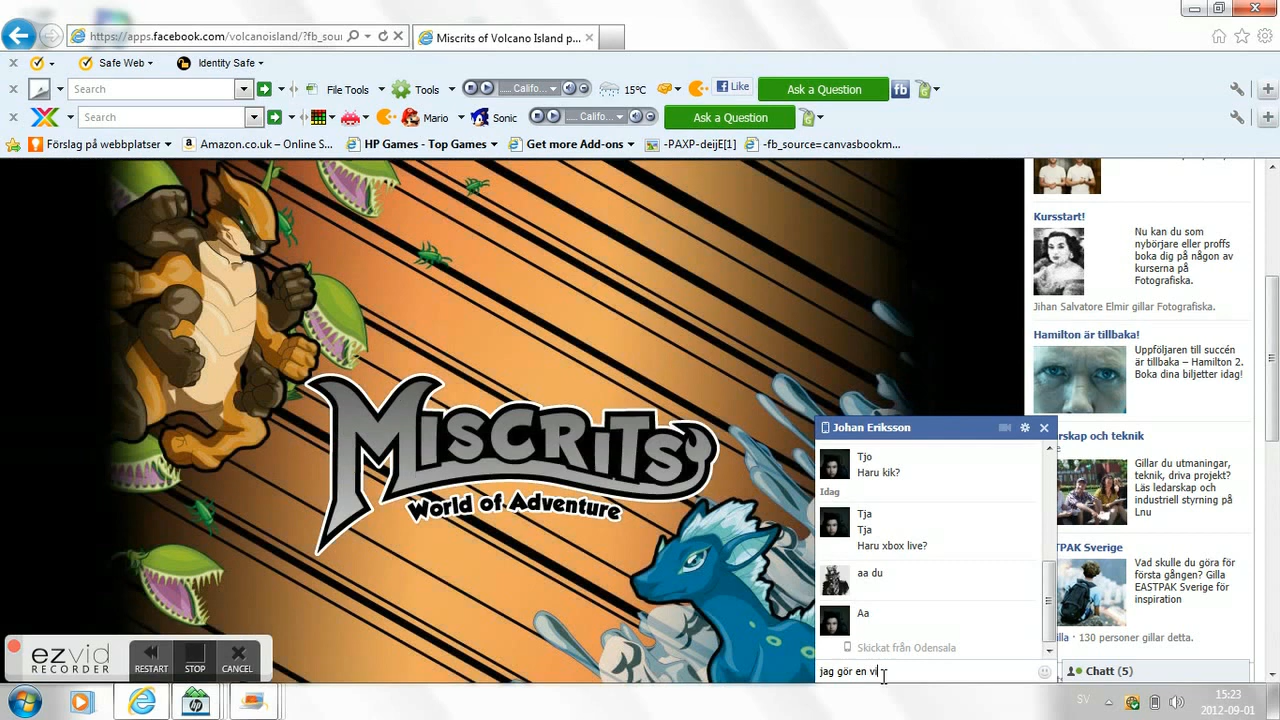 https://apps.facebook.com/volcanoisland/?fb_sou
Miscrits of Volcano Island p...
Safe Web
Identity Safe
Search
File Tools
Tools
..... Califo...
15°C
Like
Ask a Question
fb
Search
Mario
Sonic
.... Califo...
Ask a Question
Förslag på webbplatser
Amazon.co.uk – Online S...
HP Games - Top Games
Get more Add-ons
-PAXP-deijE[1]
-fb_source=canvasbookm...
Kursstart!
Nu kan du som
nybörjare eller proffs
boka dig på någon av
kurserna på
Fotografiska.
Jihan Salvatore Elmir gillar Fotografiska.
Hamilton är tillbaka!
Uppföljaren till succén
är tillbaka – Hamilton 2.
Boka dina biljetter idag!
rskap och teknik
Gillar du utmaningar,
teknik, driva projekt?
Läs ledarskap och
industriell styrning på
Lnu
TPAK Sverige
Vad skulle du göra för
första gången? Gilla
EASTPAK Sverige för
inspiration
illa · 130 personer gillar detta.
MISCRITS
World of Adventure
Johan Eriksson
Tjo
Haru kik?
Idag
Tja
Tja
Haru xbox live?
aa du
Aa
Skickat från Odensala
jag gör en vi
Chatt (5)
ezvid
RECORDER
RESTART
STOP
CANCEL
hp
SV
15:23
2012-09-01